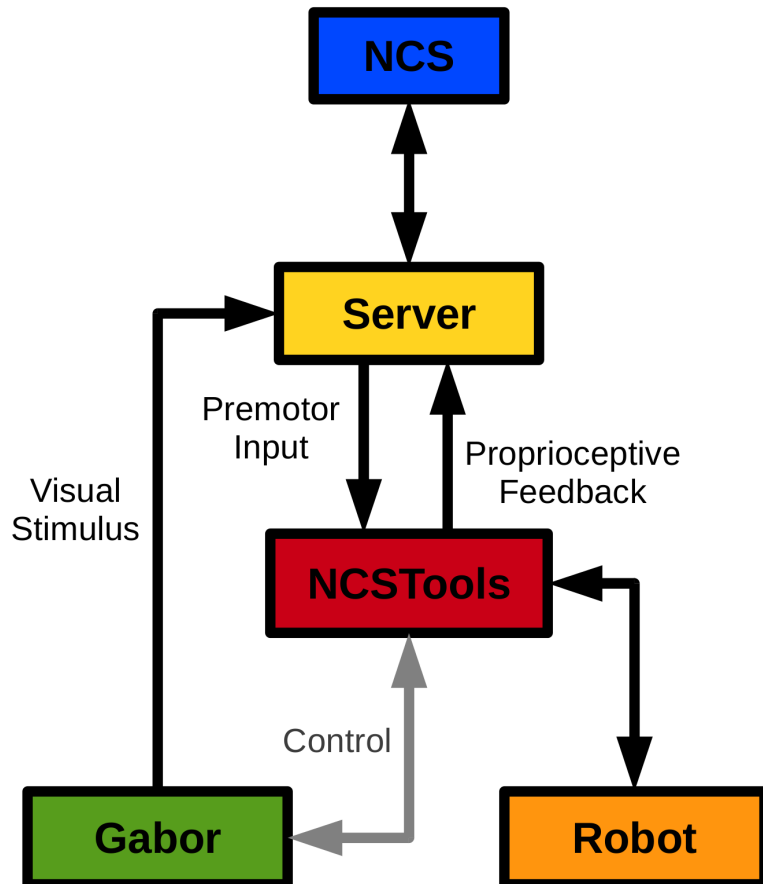 NCS
Server
Premotor
Input
Proprioceptive
Feedback
Visual
Stimulus
NCSTools
Control
Gabor
Robot